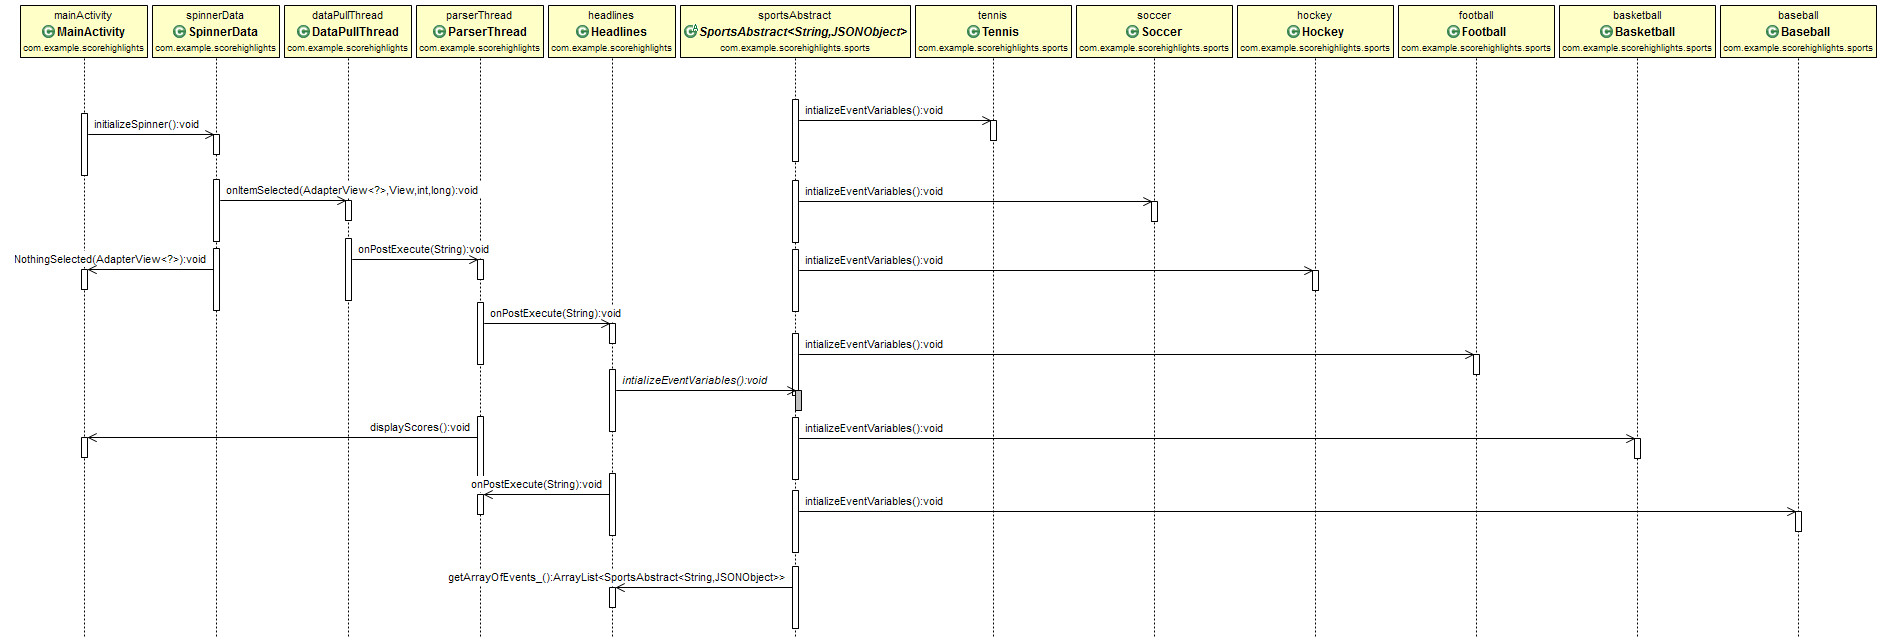 mainActivity
MainActivity
com.example.scorehighlights
spinnerData
SpinnerData
com.example.scorehighlights
dataPullThread
DataPullThread
com.example.scorehighlights
parserThread
ParserThread
com.example.scorehighlights
headlines
Headlines
com.example.scorehighlights
sportsAbstract
SportsAbstract<String,JSONObject>
com.example.scorehighlights.sports
tennis
Tennis
com.example.scorehighlights.sports
soccer
Soccer
com.example.scorehighlights.sports
hockey
Hockey
com.example.scorehighlights.sports
football
Football
com.example.scorehighlights.sports
basketball
Basketball
com.example.scorehighlights.sports
baseball
Baseball
com.example.scorehighlights.sports
intializeEventVariables():void
initializeSpinner():void
onItemSelected(AdapterView<?>,View,int,long):void
intializeEventVariables():void
onPostExecute(String):void
NothingSelected(AdapterView<?>):void
intializeEventVariables():void
onPostExecute(String):void
intializeEventVariables():void
intializeEventVariables():void
displayScores():void
intializeEventVariables():void
onPostExecute(String):void
intializeEventVariables():void
getArrayOfEvents_():ArrayList<SportsAbstract<String,JSONObject>>